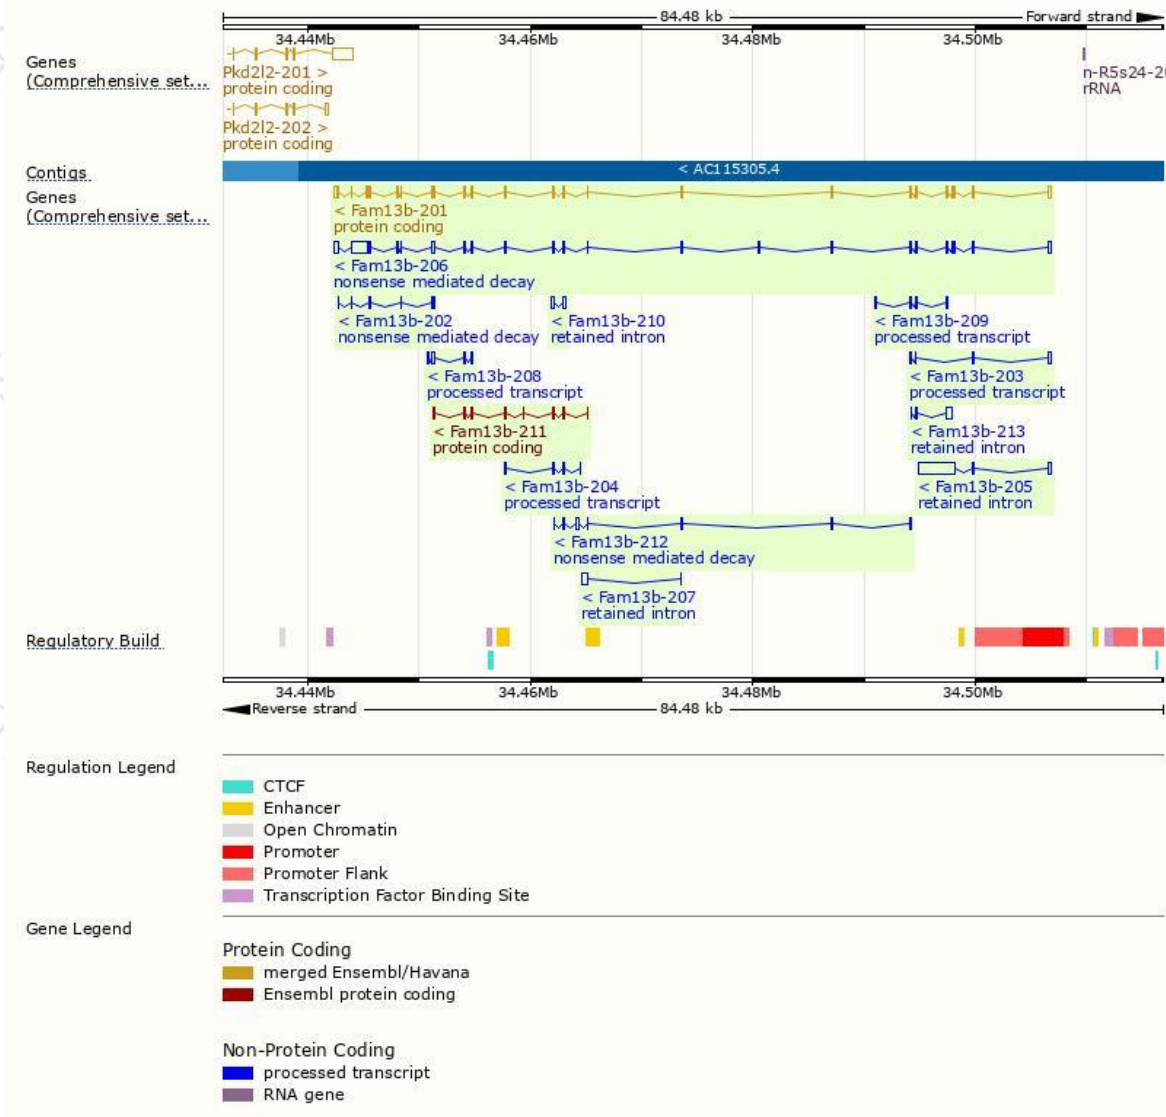 84.48 kb Forward strand
34.44Mb 34.46Mb 34.48Mb 34.50Mb
Genes
(Comprehensive set...
Pkd2l2-201 >
protein coding
n-R5s24-20
rRNA
Pkd2l2-202 >
protein coding
Contigs
< AC115305.4
Genes
(Comprehensive set...
< Fam13b-201
protein coding
< Fam13b-206
nonsense mediated decay
< Fam13b-202 < Fam13b-210 < Fam13b-209
nonsense mediated decay retained intron processed transcript
< Fam13b-208 < Fam13b-203
processed transcript processed transcript
< Fam13b-211 < Fam13b-213
protein coding retained intron
< Fam13b-204 < Fam13b-205
processed transcript retained intron
< Fam13b-212
nonsense mediated decay
< Fam13b-207
retained intron
Regulatory Build
34.44Mb 34.46Mb 34.48Mb 34.50Mb
Reverse strand 84.48 kb
Regulation Legend
CTCF
Enhancer
Open Chromatin
Promoter
Promoter Flank
Transcription Factor Binding Site
Gene Legend
Protein Coding
merged Ensembl/Havana
Ensembl protein coding
Non-Protein Coding
processed transcript
RNA gene